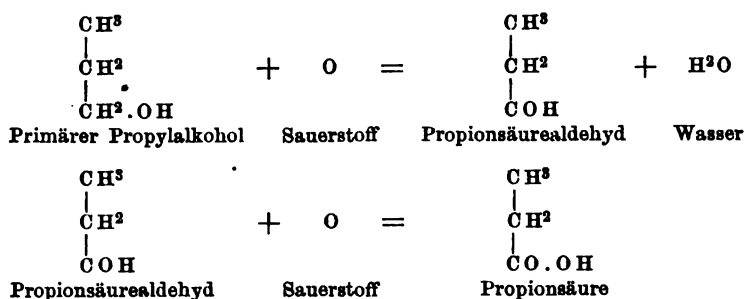 CH³ CH³
CH² + O = CH² + H²O
CH².OH COH
Primärer Propylalkohol Sauerstoff Propionsäurealdehyd Wasser
CH³ CH³
CH² + O = CH²
COH CO.OH
Propionsäurealdehyd Sauerstoff Propionsäure